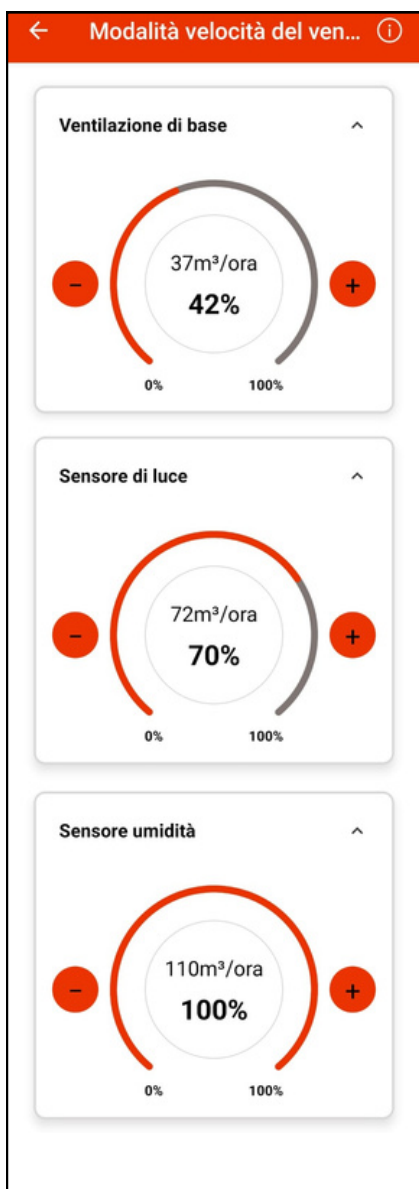 Modalità velocità del ven...
Ventilazione di base
37m³/ora
42%
-
+
0%
100%
Sensore di luce
72m³/ora
70%
-
+
0%
100%
Sensore umidità
110m³/ora
100%
-
+
0%
100%